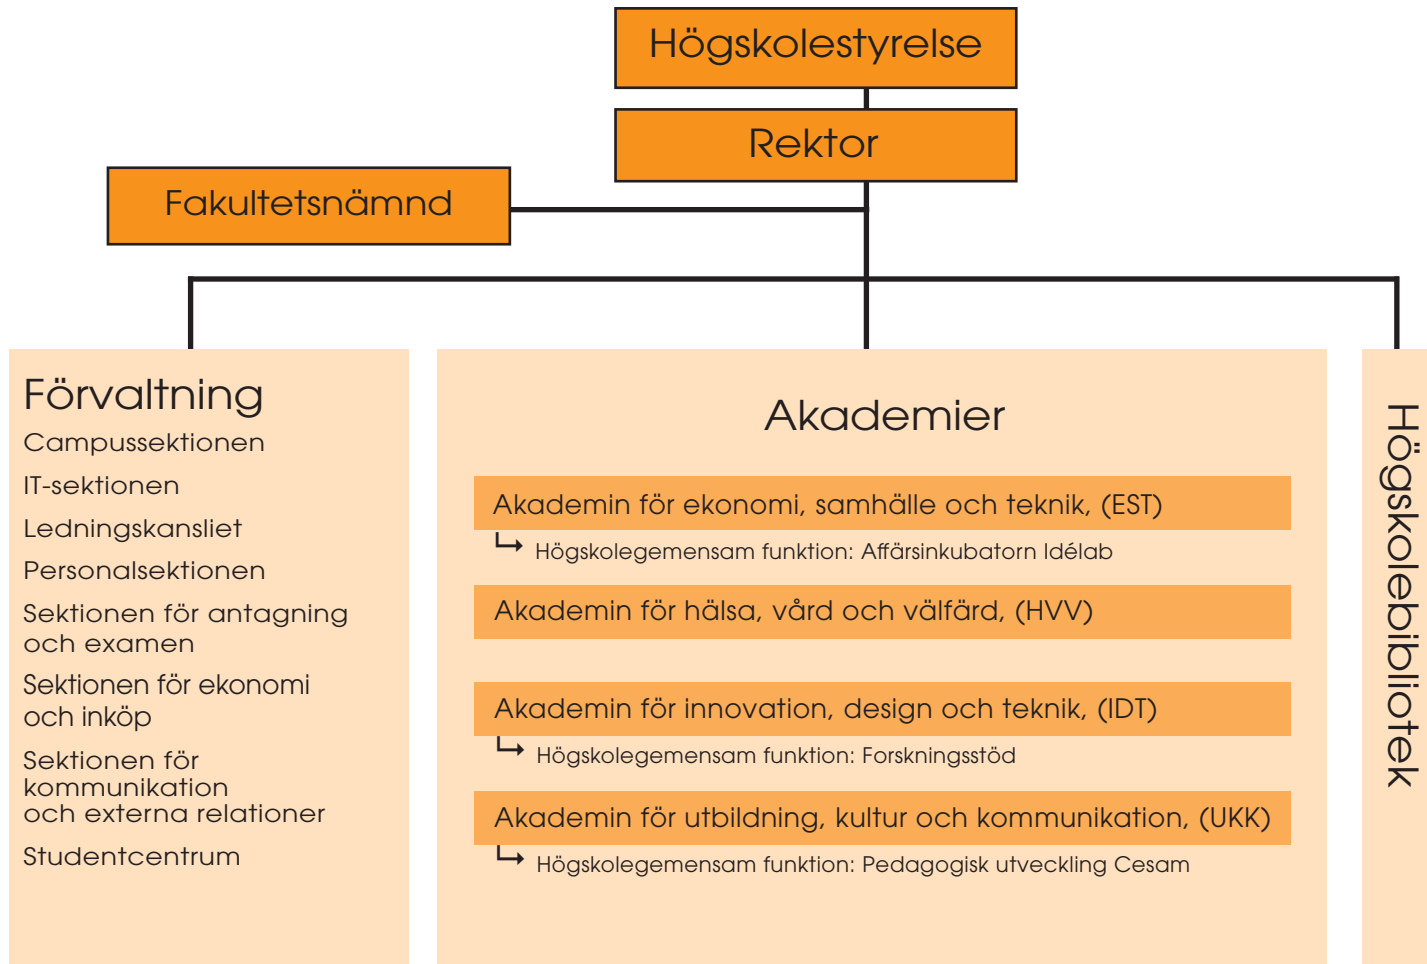 Högskolestyrelse
Rektor
Fakultetsnämnd
Förvaltning
Campussektionen
IT-sektionen
Ledningskansliet
Personalsektionen
Sektionen för antagning
och examen
Sektionen för ekonomi
och inköp
Sektionen för
kommunikation
och externa relationer
Studentcentrum
Akademier
Akademin för ekonomi, samhälle och teknik, (EST)
Högskolegemensam funktion: Affärsinkubatorn Idélab
Akademin för hälsa, vård och välfärd, (HVV)
Akademin för innovation, design och teknik, (IDT)
Högskolegemensam funktion: Forskningsstöd
Akademin för utbildning, kultur och kommunikation, (UKK)
Högskolegemensam funktion: Pedagogisk utveckling Cesam
Högskolebibliotek